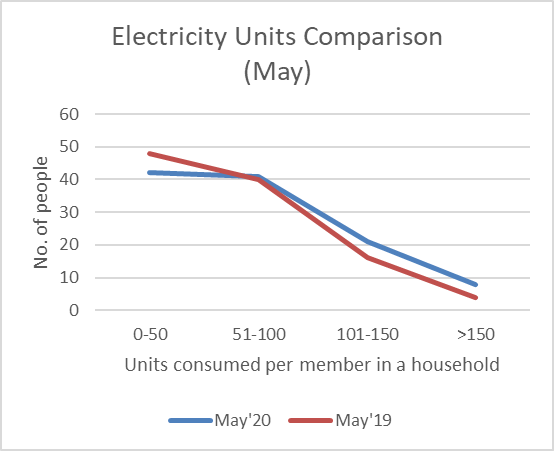 Electricity Units Comparison
(May)
60
50
40
30
20
10
0
No. of people
0-50 51-100 101-150 >150
Units consumed per member in a household
May'20 May'19